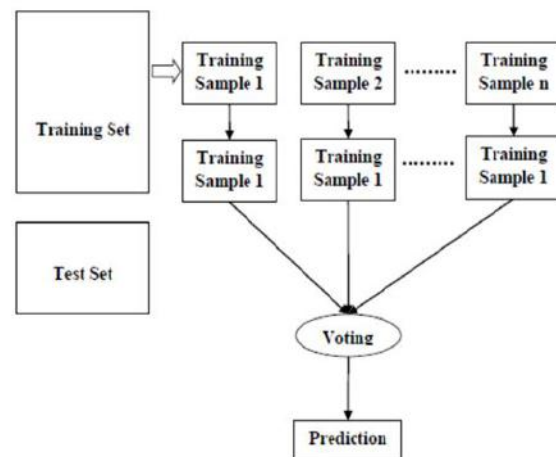 Training Set
Training
Sample 1
Training
Sample 2
.........
Training
Sample n
Training
Sample 1
Training
Sample 1
.........
Training
Sample 1
Test Set
Voting
Prediction